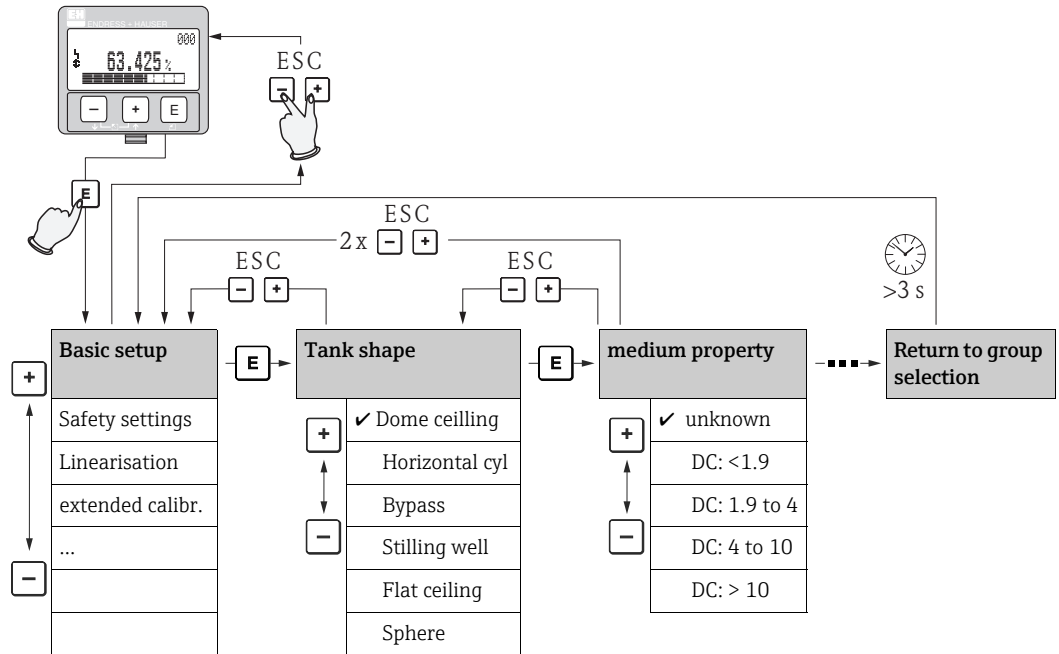 EH
ENDRESS + HAUSER
000
63.425 %
- + E
ESC
- +
E
ESC
2 x - +
ESC
- +
ESC
- +
>3 s
Basic setup
E
Tank shape
E
medium property
Return to group
selection
+
-
Safety settings
Linearisation
extended calibr.
...
+
-
✔ Dome ceilling
Horizontal cyl
Bypass
Stilling well
Flat ceiling
Sphere
+
-
✔ unknown
DC: <1.9
DC: 1.9 to 4
DC: 4 to 10
DC: > 10